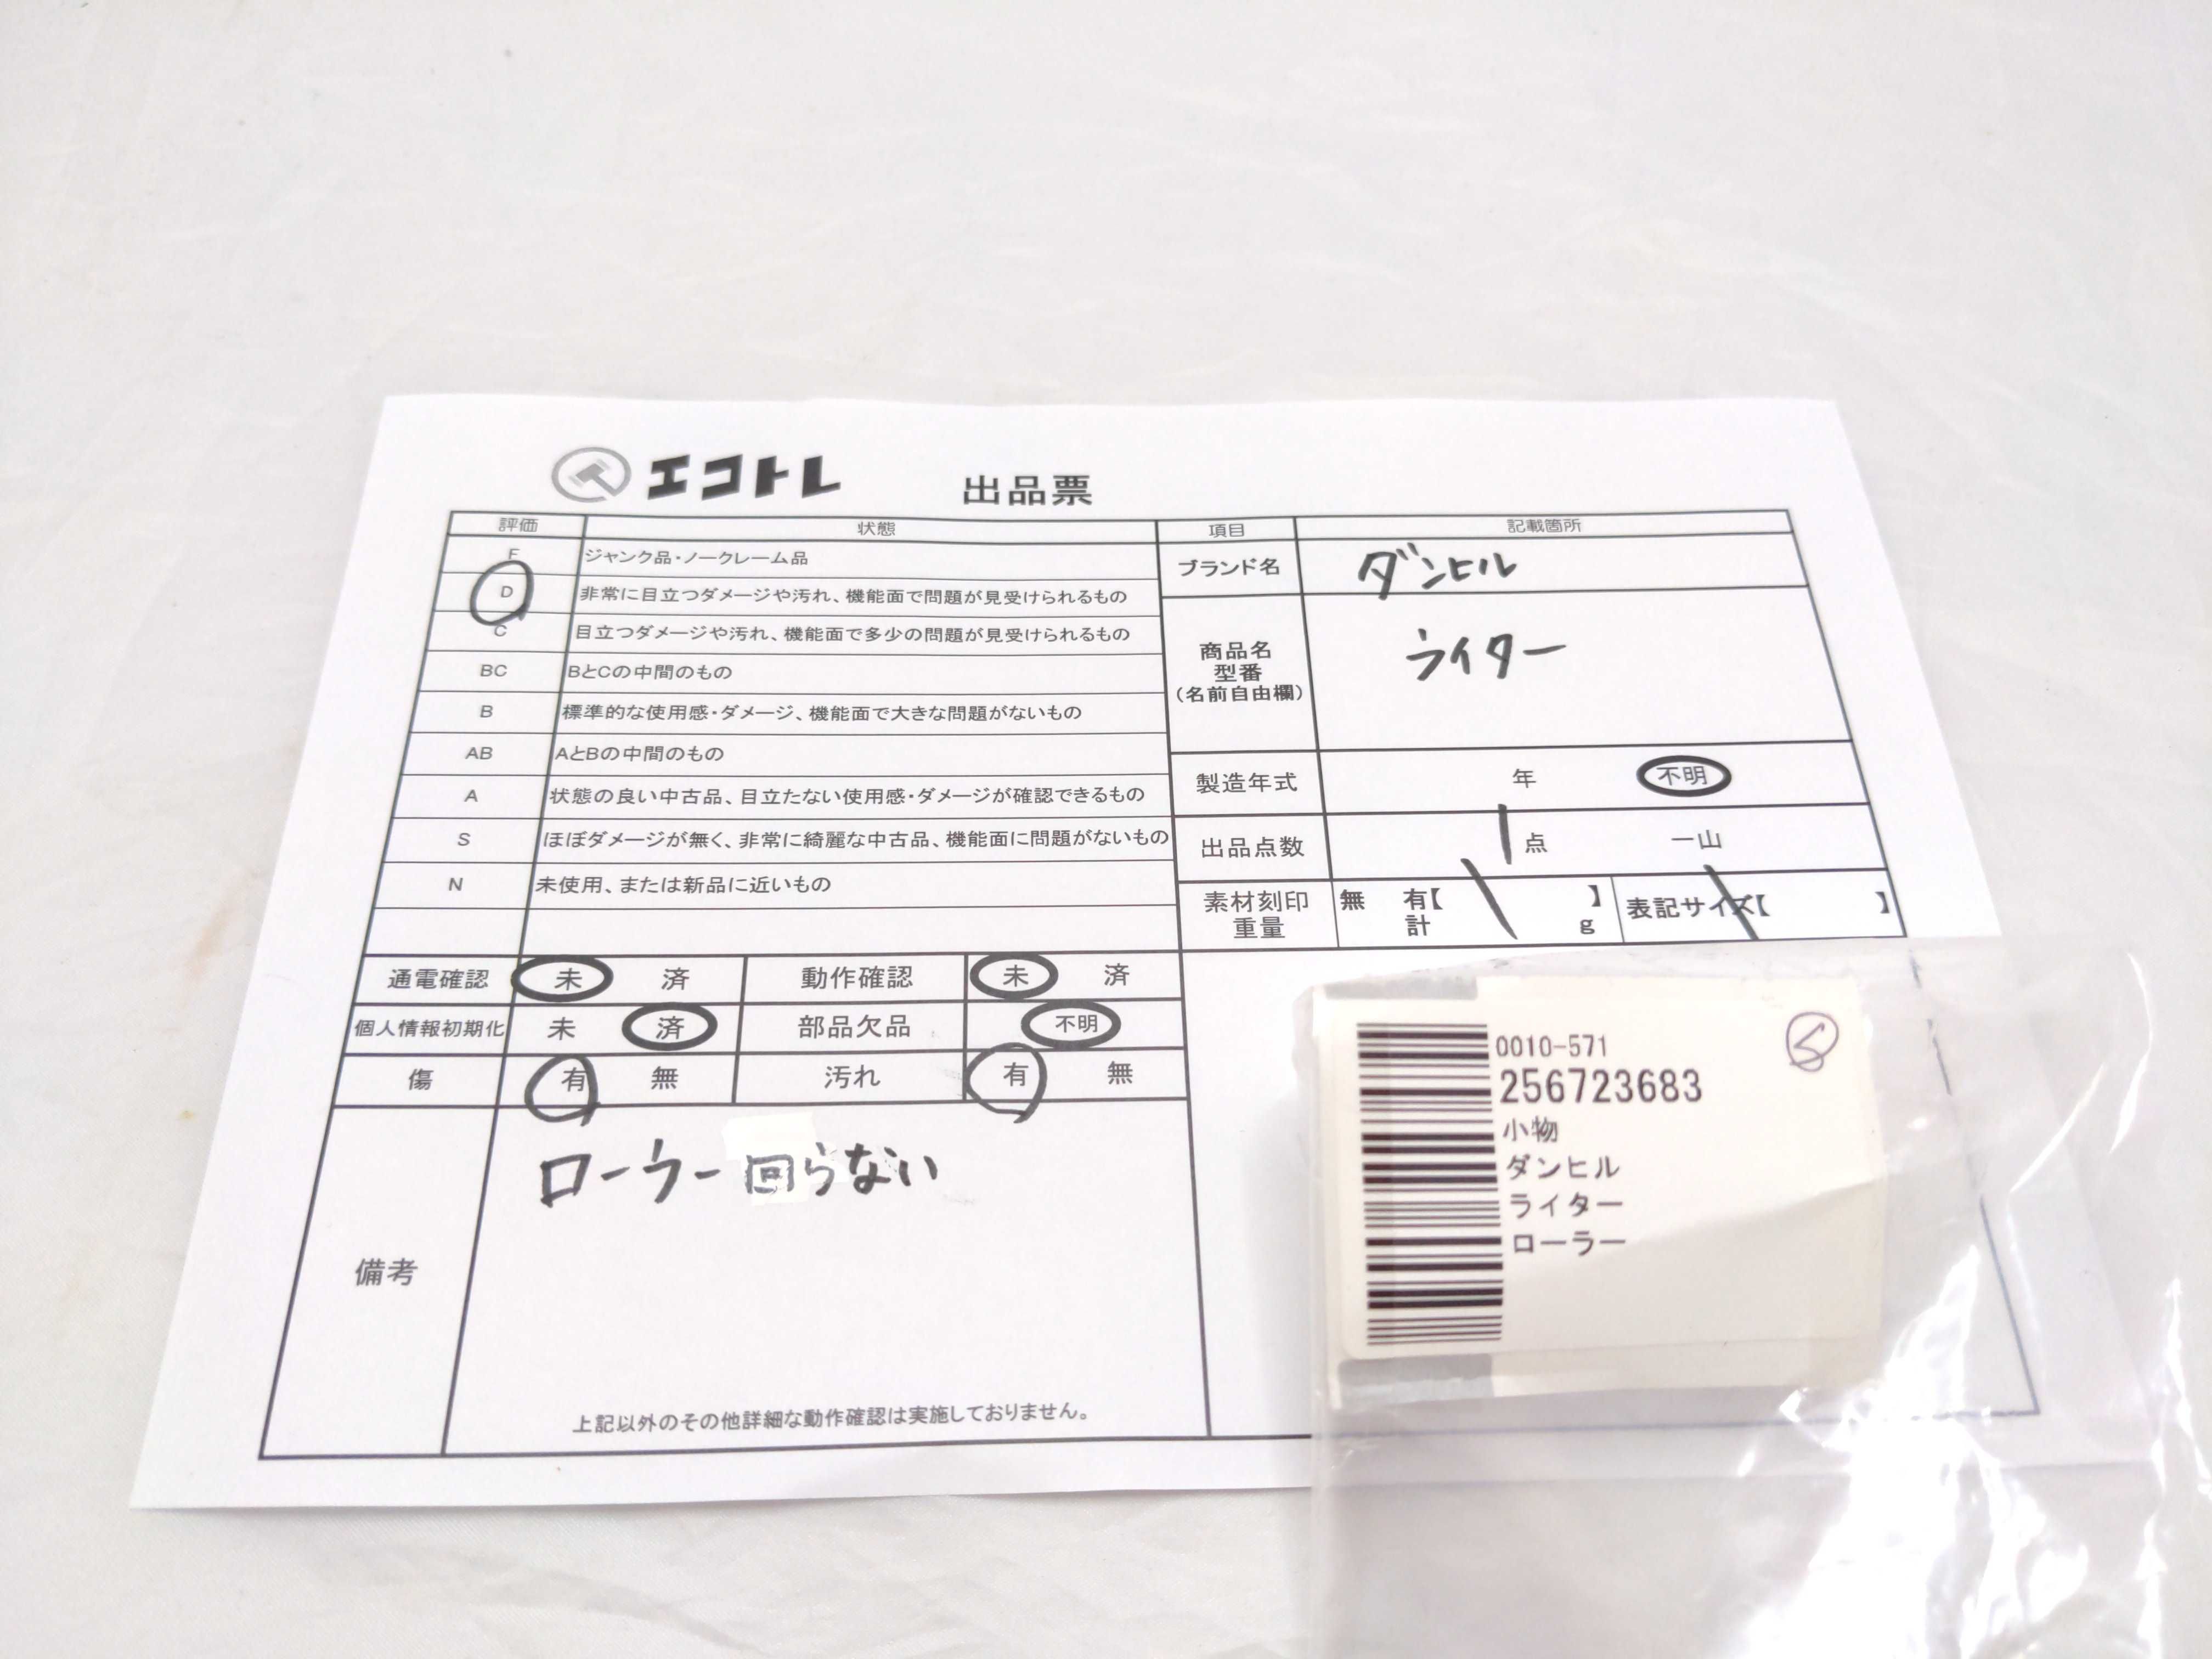 エコトレ 出品票
評価 状態 項目 記載箇所
F ジャンク品・ノークレーム品
D 非常に目立つダメージや汚れ、機能面で問題が見受けられるもの
C 目立つダメージや汚れ、機能面で多少の問題が見受けられるもの
BC BとCの中間のもの
B 標準的な使用感・ダメージ、機能面で大きな問題がないもの
AB AとBの中間のもの
A 状態の良い中古品、目立たない使用感・ダメージが確認できるもの
S ほぼダメージが無く、非常に綺麗な中古品、機能面に問題がないもの
N 未使用、または新品に近いもの
ブランド名 ダンヒル
商品名
型番
(名前自由欄)
ライター
製造年式 年 不明
出品点数 1点 一山
素材刻印 無 有【 】 表記サイズ【 】
重量 計 g
通電確認 未 済 動作確認 未 済
個人情報初期化 未 済 部品欠品 不明
傷 有 無 汚れ 有 無
備考
ローラー回らない
上記以外のその他詳細な動作確認は実施しておりません。
0010-571
256723683
小物
ダンヒル
ライター
ローラー